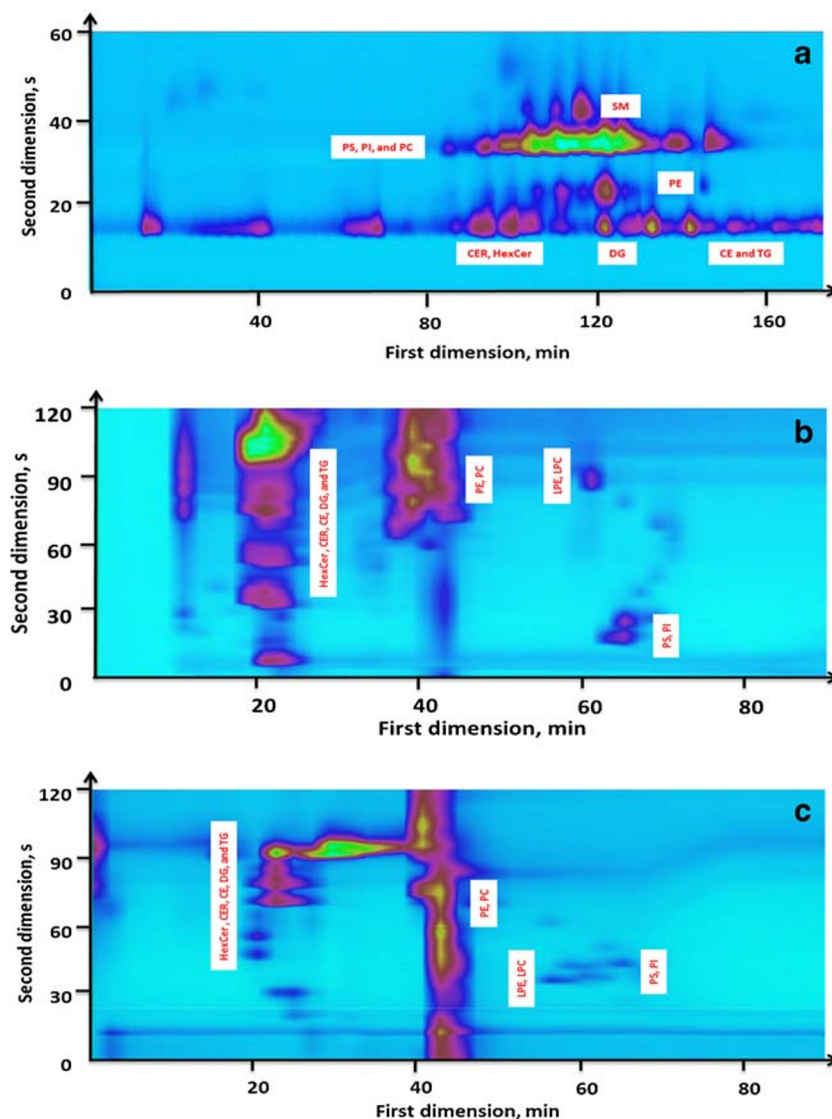 a
60
40
20
0
Second dimension, s
SM
PS, PI, and PC
PE
CER, HexCer
DG
CE and TG
40
80
120
160
First dimension, min
b
120
90
60
30
0
Second dimension, s
HexCer, CER, CE, DG, and TG
PE, PC
LPE, LPC
PS, PI
20
40
60
80
First dimension, min
c
120
90
60
30
0
Second dimension, s
HexCer, CER, CE, DG, and TG
PE, PC
LPE, LPC
PS, PI
20
40
60
80
First dimension, min